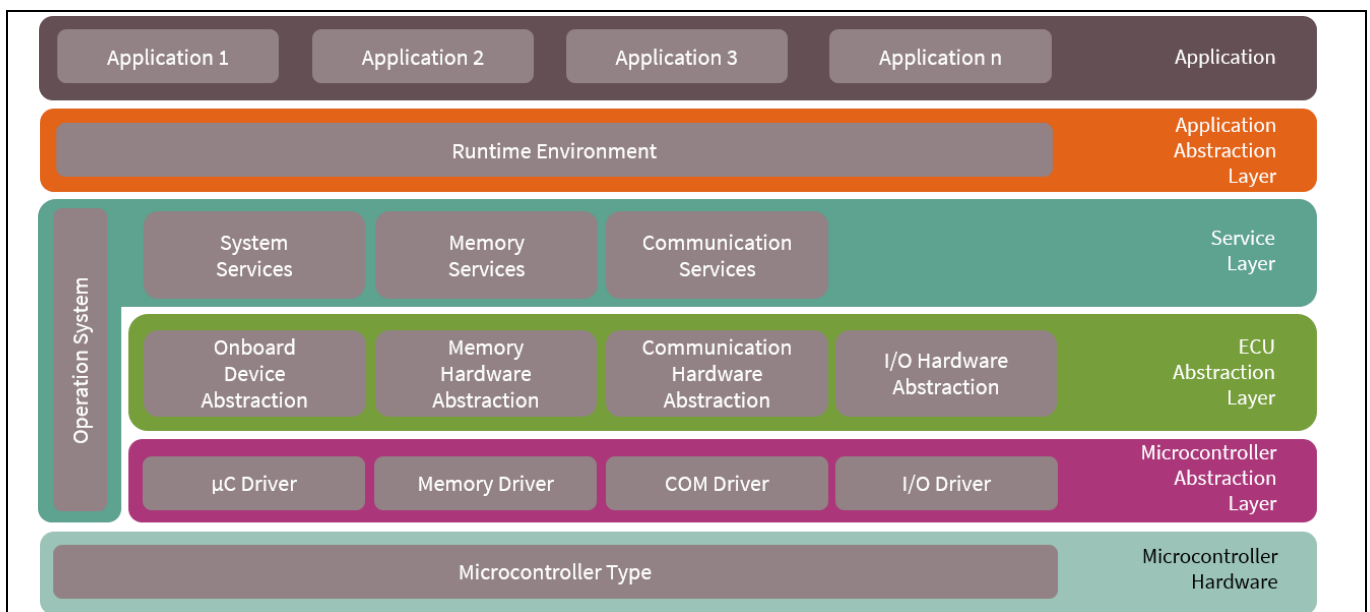 Application 1
Application 2
Application 3
Application n
Application
Runtime Environment
Application
Abstraction
Layer
Operation System
System
Services
Memory
Services
Communication
Services
Service
Layer
Onboard
Device
Abstraction
Memory
Hardware
Abstraction
Communication
Hardware
Abstraction
I/O Hardware
Abstraction
ECU
Abstraction
Layer
µC Driver
Memory Driver
COM Driver
I/O Driver
Microcontroller
Abstraction
Layer
Microcontroller Type
Microcontroller
Hardware